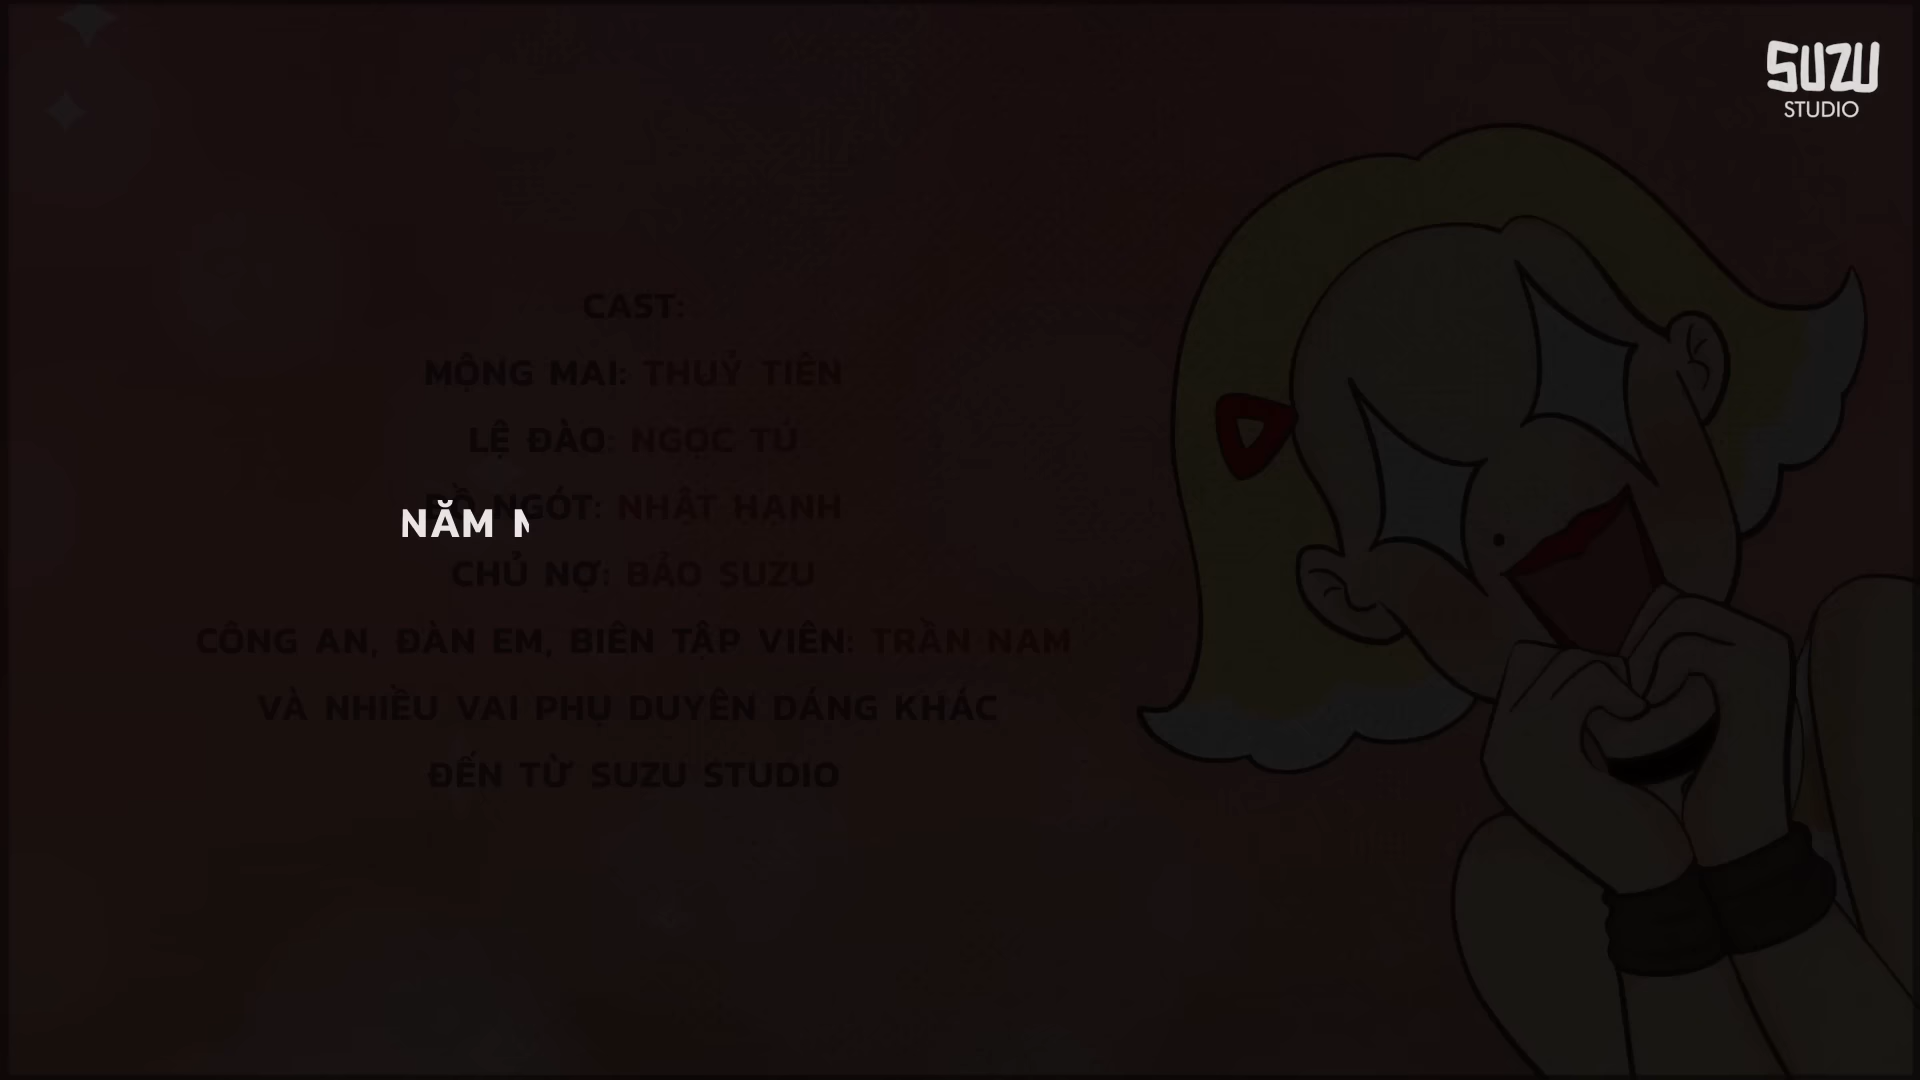 SUZU
STUDIO
CAST:
MỘNG MAI: THUỶ TIÊN
LỆ ĐÀO: NGỌC TÚ
NGÓT: NHẬT HẠNH
NĂM
CHỦ NỢ: BẢO SUZU
CÔNG AN, ĐÀN EM, BIÊN TẬP VIÊN: TRẦN NAM
VÀ NHIỀU VAI PHỤ DUYÊN DÁNG KHÁC
ĐẾN TỪ SUZU STUDIO